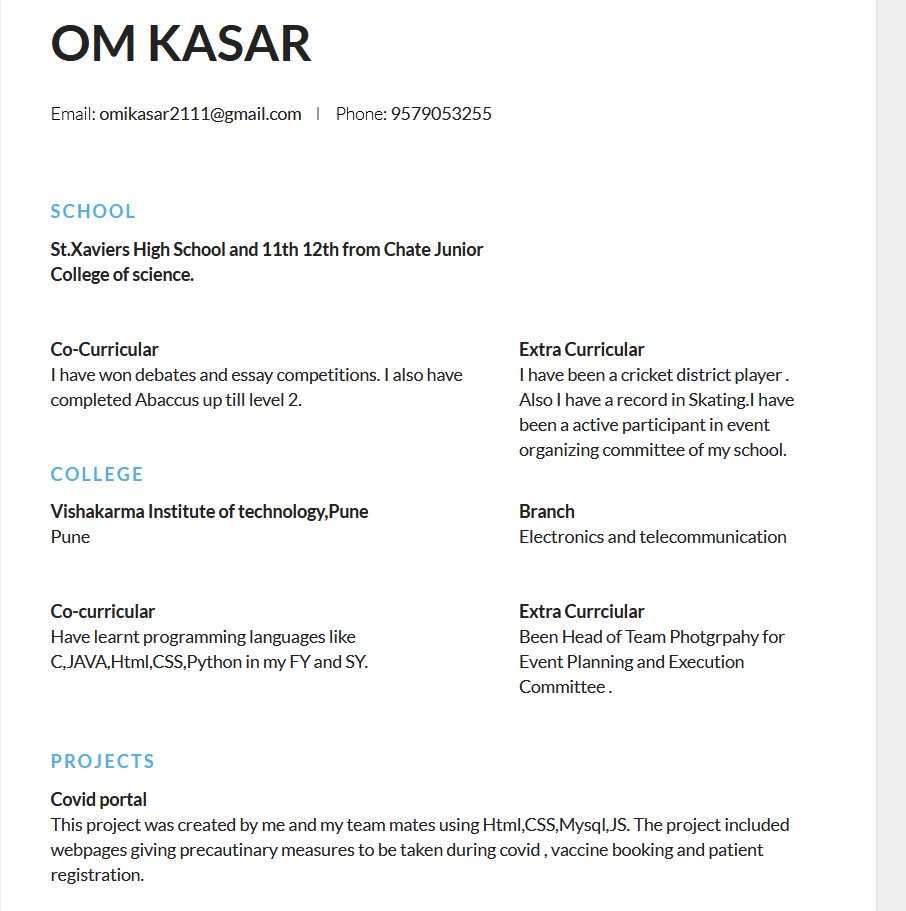 OM KASAR
Email: omikasar2111@gmail.com | Phone: 9579053255
SCHOOL
St.Xaviers High School and 11th 12th from Chate Junior
College of science.
Co-Curricular
I have won debates and essay competitions. I also have
completed Abaccus up till level 2.
Extra Curricular
I have been a cricket district player .
Also I have a record in Skating.I have
been a active participant in event
organizing committee of my school.
COLLEGE
Vishakarma Institute of technology,Pune
Pune
Branch
Electronics and telecommunication
Co-curricular
Have learnt programming languages like
C,JAVA,Html,CSS,Python in my FY and SY.
Extra Currciular
Been Head of Team Photgrpahy for
Event Planning and Execution
Committee .
PROJECTS
Covid portal
This project was created by me and my team mates using Html,CSS,Mysql,JS. The project included
webpages giving precautinary measures to be taken during covid , vaccine booking and patient
registration.